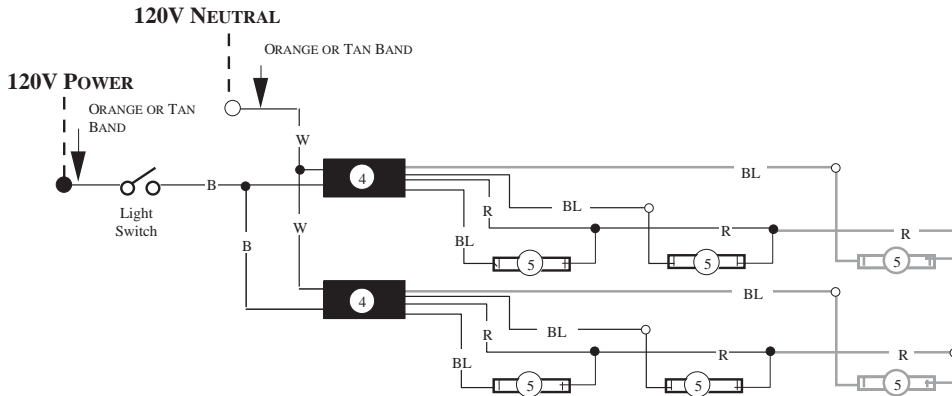 120V NEUTRAL
ORANGE OR TAN BAND
120V POWER
ORANGE OR TAN
BAND
W
4
BL
B
R
BL
R
R
Light
Switch
W
BL
5
5
5
B
4
BL
R
BL
R
R
BL
5
5
5